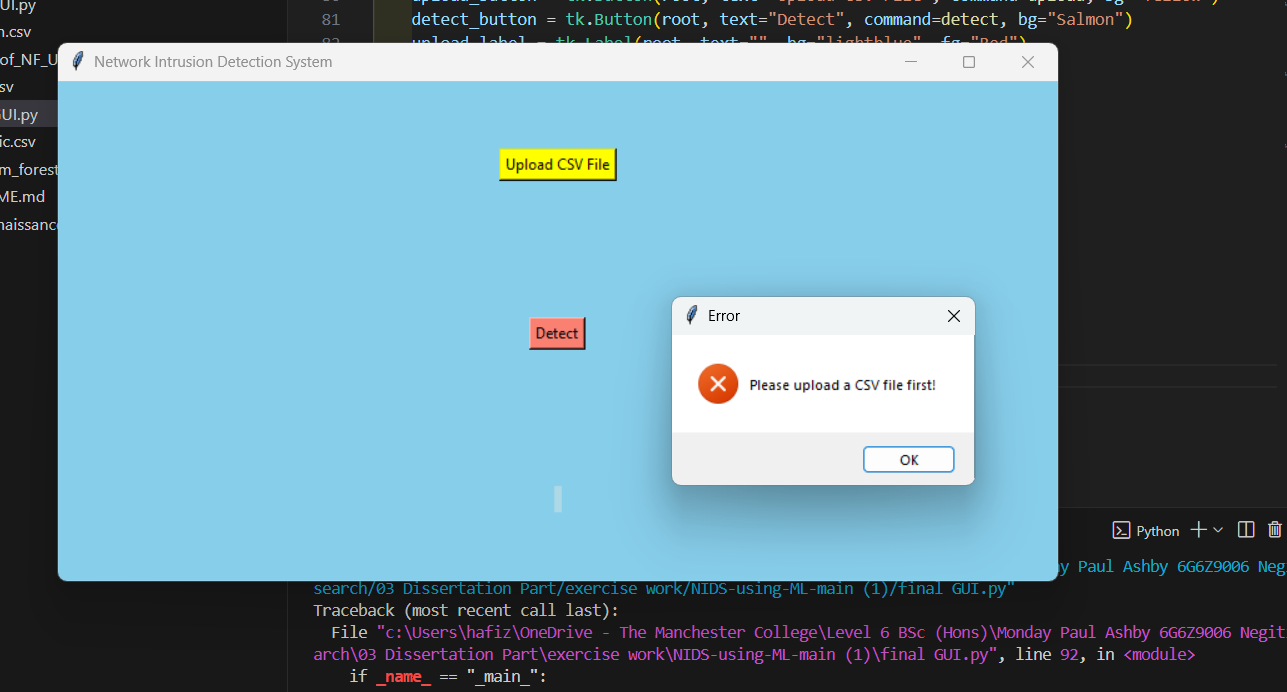 UI.py
81
detect_button = tk.Button(root, text="Detect", command=detect, bg="Salmon")
n.csv
Network Intrusion Detection System
of_NF_U
sv
GUI.py
ic.csv
m_forest
ME.md
naissance
Upload CSV File
Detect
Error
Please upload a CSV file first!
OK
Python
y Paul Ashby 6G6Z9006 Neg
search/03 Dissertation Part/exercise work/NIDS-using-ML-main (1)/final GUI.py"
Traceback (most recent call last):
File "c:\Users\hafiz\OneDrive - The Manchester College\Level 6 BSc (Hons)\Monday Paul Ashby 6G6Z9006 Negit
arch\03 Dissertation Part\exercise work\NIDS-using-ML-main (1)\final GUI.py", line 92, in <module>
if _name_ == "_main_":